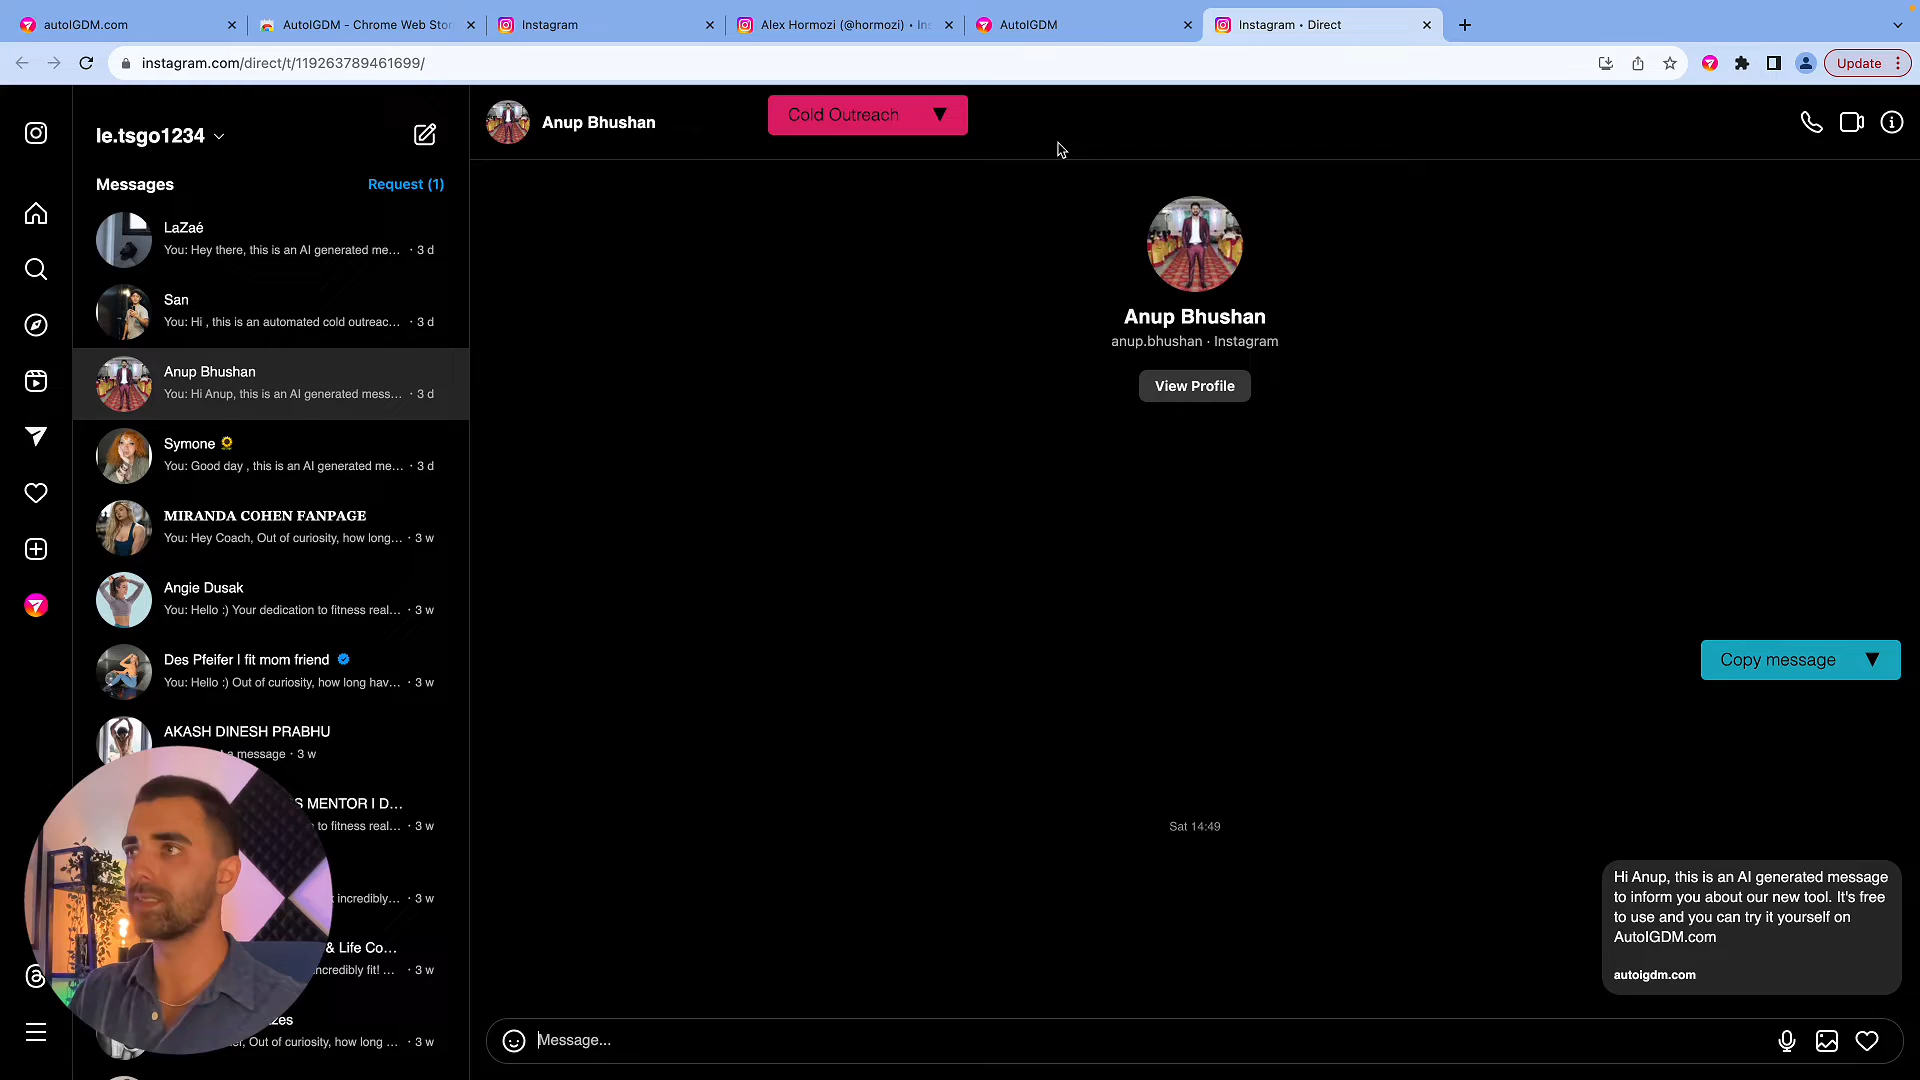 autoIGDM.com
AutoIGDM - Chrome Web Stor
Instagram
Alex Hormozi (@hormozi) • In
AutoIGDM
Instagram • Direct
instagram.com/direct/t/119263789461699/
Update
le.tsgo1234
Messages
Request (1)
LaZaé
You: Hey there, this is an AI generated me... · 3 d
San
You: Hi , this is an automated cold outreac... · 3 d
Anup Bhushan
You: Hi Anup, this is an AI generated mess... · 3 d
Symone 🌻
You: Good day , this is an AI generated me... · 3 d
MIRANDA COHEN FANPAGE
You: Hey Coach, Out of curiosity, how long... · 3 w
Angie Dusak
You: Hello :) Your dedication to fitness real... · 3 w
Des Pfeifer I fit mom friend
You: Hello :) Out of curiosity, how long hav... · 3 w
AKASH DINESH PRABHU
a message · 3 w
S MENTOR I D...
to fitness real... · 3 w
incredibly... · 3 w
& Life Co...
incredibly fit! ... · 3 w
zes
Out of curiosity, how long ... · 3 w
Anup Bhushan
Cold Outreach ▼
Anup Bhushan
anup.bhushan · Instagram
View Profile
Copy message ▼
Sat 14:49
Hi Anup, this is an AI generated message
to inform you about our new tool. It's free
to use and you can try it yourself on
AutoIGDM.com
autoigdm.com
Message...